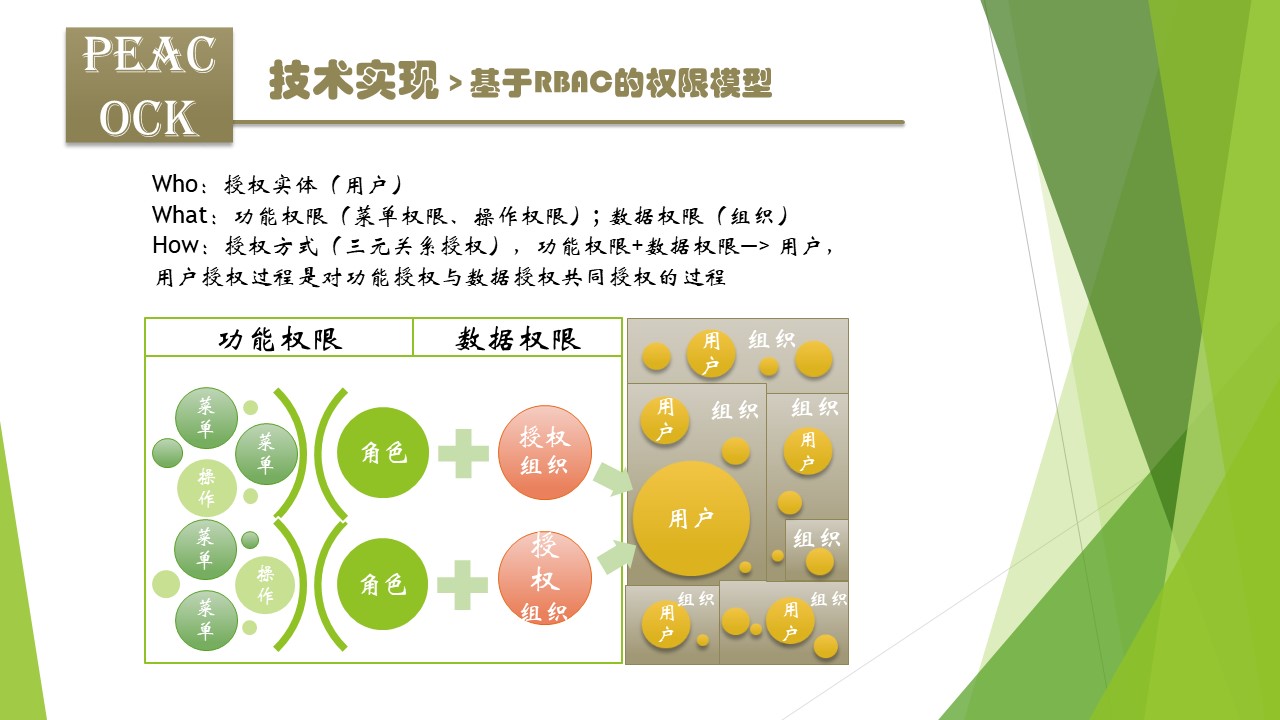 PEAC
OCK
技术实现 > 基于RBAC的权限模型
Who：授权实体（用户）
What：功能权限（菜单权限、操作权限）；数据权限（组织）
How：授权方式（三元关系授权），功能权限+数据权限—> 用户，
用户授权过程是对功能授权与数据授权共同授权的过程
功能权限
数据权限
菜
单
菜
单
操
作
角色
授权
组织
菜
单
操
作
菜
单
角色
授
权
组织
用
户
组织
用
户
组织
组织
用
户
用户
组织
组织
用
户
组织
用
户